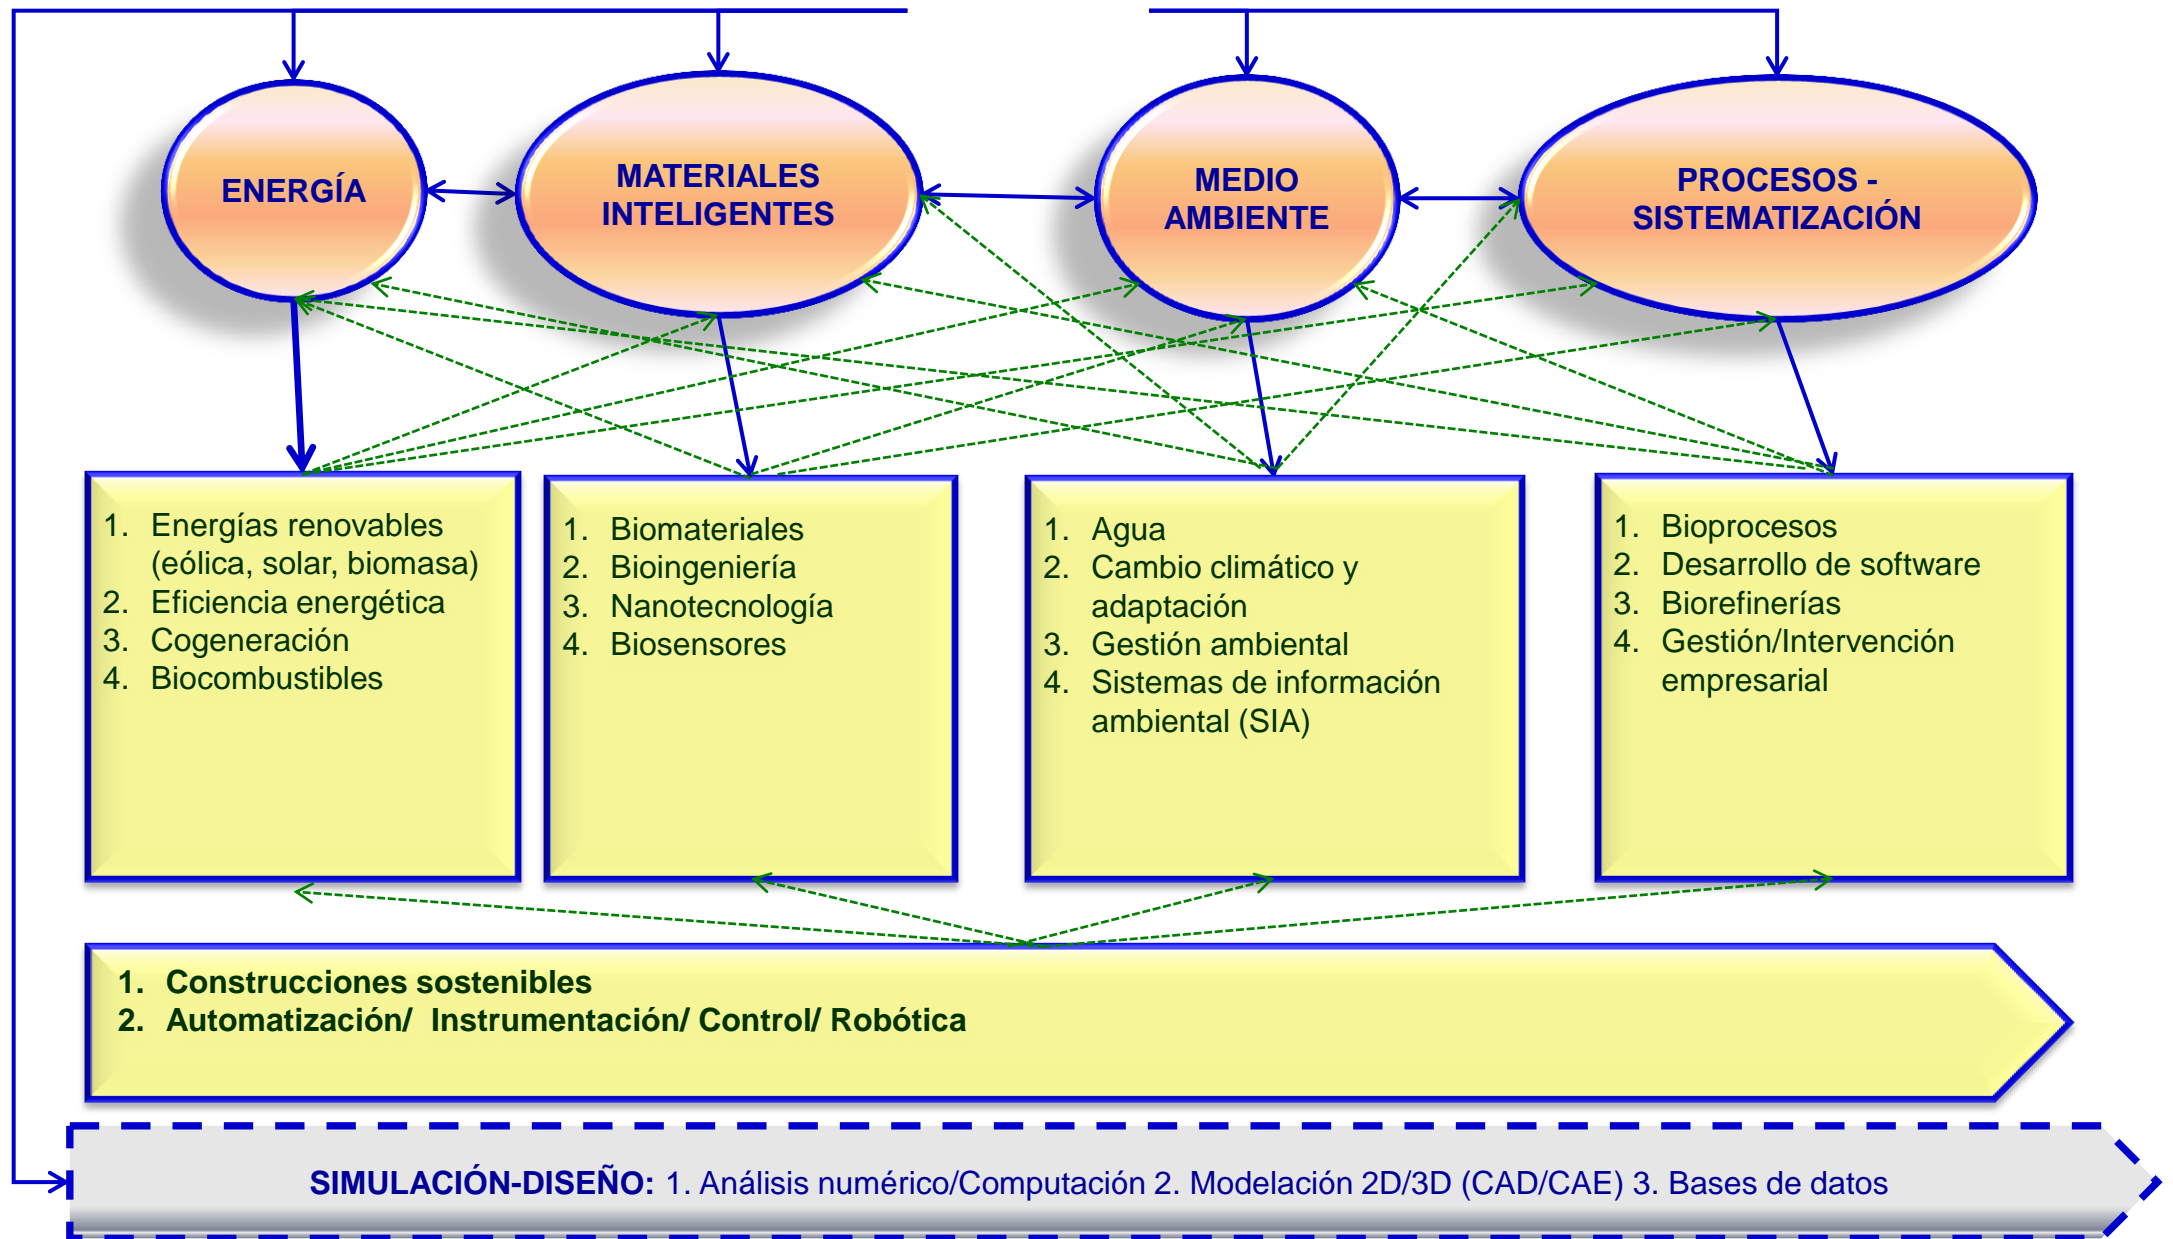 ENERGÍA
MATERIALES
INTELIGENTES
MEDIO
AMBIENTE
PROCESOS -
SISTEMATIZACIÓN
1. Energías renovables
(eólica, solar, biomasa)
2. Eficiencia energética
3. Cogeneración
4. Biocombustibles
1. Biomateriales
2. Bioingeniería
3. Nanotecnología
4. Biosensores
1. Agua
2. Cambio climático y
adaptación
3. Gestión ambiental
4. Sistemas de información
ambiental (SIA)
1. Bioprocesos
2. Desarrollo de software
3. Biorefinerías
4. Gestión/Intervención
empresarial
1. Construcciones sostenibles
2. Automatización/ Instrumentación/ Control/ Robótica
SIMULACIÓN-DISEÑO: 1. Análisis numérico/Computación 2. Modelación 2D/3D (CAD/CAE) 3. Bases de datos